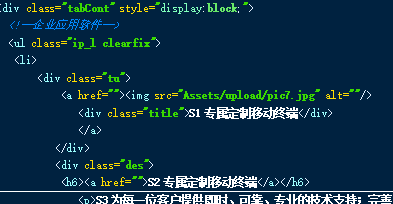 <div class="tabCont" style="display:block;">
<!--企业应用软件-->
<ul class="ip_l clearfix">
<li>
<div class="tu">
<a href=""><img src="Assets/upload/pic7.jpg" alt=""/>
<div class="title">S1 专属定制移动终端</div>
</a>
</div>
<div class="des">
<h6><a href="">S2 专属定制移动终端</a></h6>
<p>S3 为每一位客户提供即时、可靠、专业的技术支持；完善